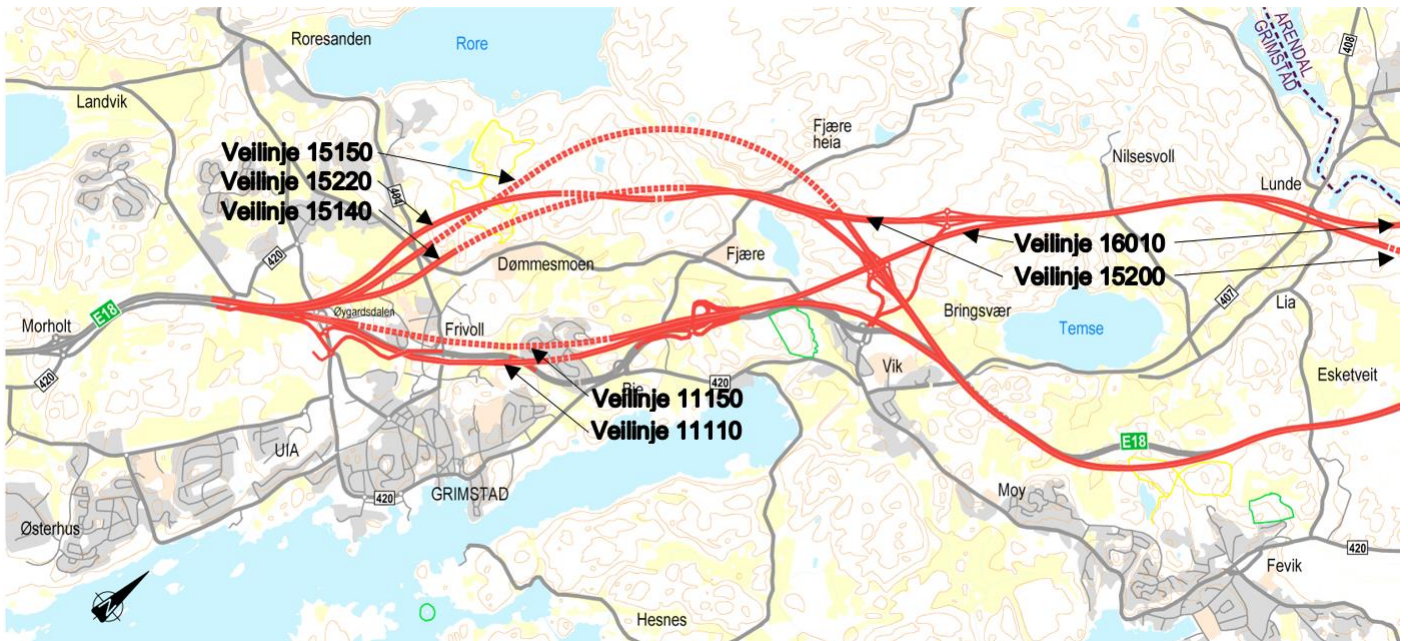 Roresanden
Rore
ARENDAL
GRIMSTAD
408
Landvik
Fjære
heia
Nilsesvoll
Veilinje 15150
Veilinje 15220
Veilinje 15140
404
Lunde
420
Dømmesmoen
Fjære
Veilinje 16010
Veilinje 15200
E18
Morholt
Øygardsdalen
Frivoll
Bringsvær
Temse
407
Lia
420
Vik
Esketveit
Bie
420
Veilinje 11150
Veilinje 11110
E18
UIA
GRIMSTAD
420
Moy
Østerhus
420
Fevik
Hesnes